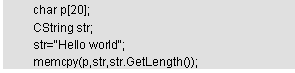 char p[20];
CString str;
str="Hello world";
memcpy(p,str,str.GetLength());